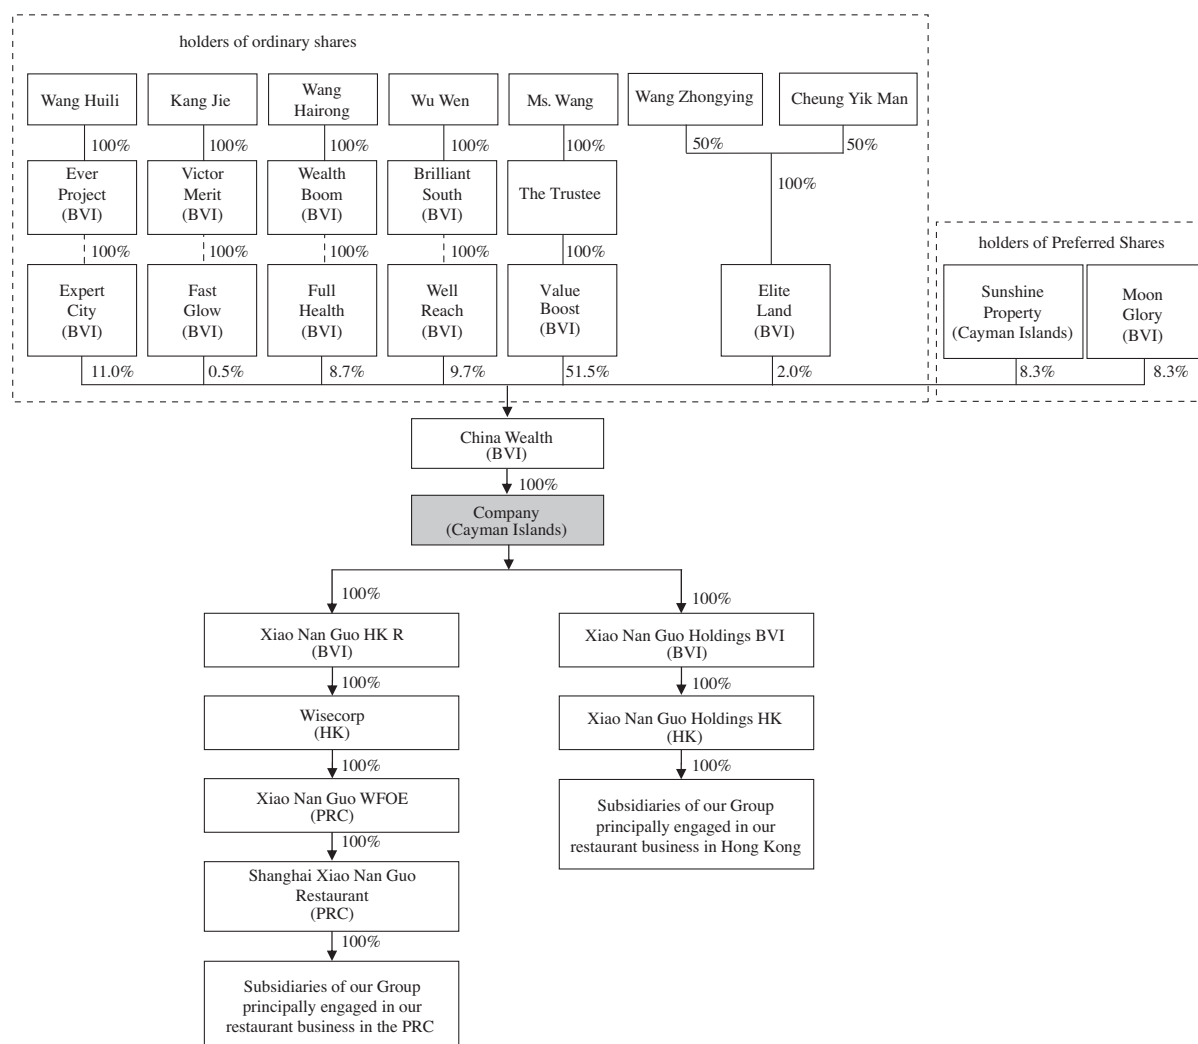 holders of ordinary shares
Wang Huili
Kang Jie
Wang
Hairong
Wu Wen
Ms. Wang
Wang Zhongying
Cheung Yik Man
100%
100%
100%
100%
100%
50%
50%
Ever
Project
(BVI)
Victor
Merit
(BVI)
Wealth
Boom
(BVI)
Brilliant
South
(BVI)
The Trustee
100%
100%
100%
100%
100%
100%
holders of Preferred Shares
Expert
City
(BVI)
Fast
Glow
(BVI)
Full
Health
(BVI)
Well
Reach
(BVI)
Value
Boost
(BVI)
Elite
Land
(BVI)
Sunshine
Property
(Cayman Islands)
Moon
Glory
(BVI)
11.0%
0.5%
8.7%
9.7%
51.5%
2.0%
8.3%
8.3%
China Wealth
(BVI)
100%
Company
(Cayman Islands)
100%
100%
Xiao Nan Guo HK R
(BVI)
Xiao Nan Guo Holdings BVI
(BVI)
100%
100%
Wisecorp
(HK)
Xiao Nan Guo Holdings HK
(HK)
100%
100%
Xiao Nan Guo WFOE
(PRC)
Subsidiaries of our Group
principally engaged in our
restaurant business in Hong Kong
100%
Shanghai Xiao Nan Guo
Restaurant
(PRC)
100%
Subsidiaries of our Group
principally engaged in our
restaurant business in the PRC